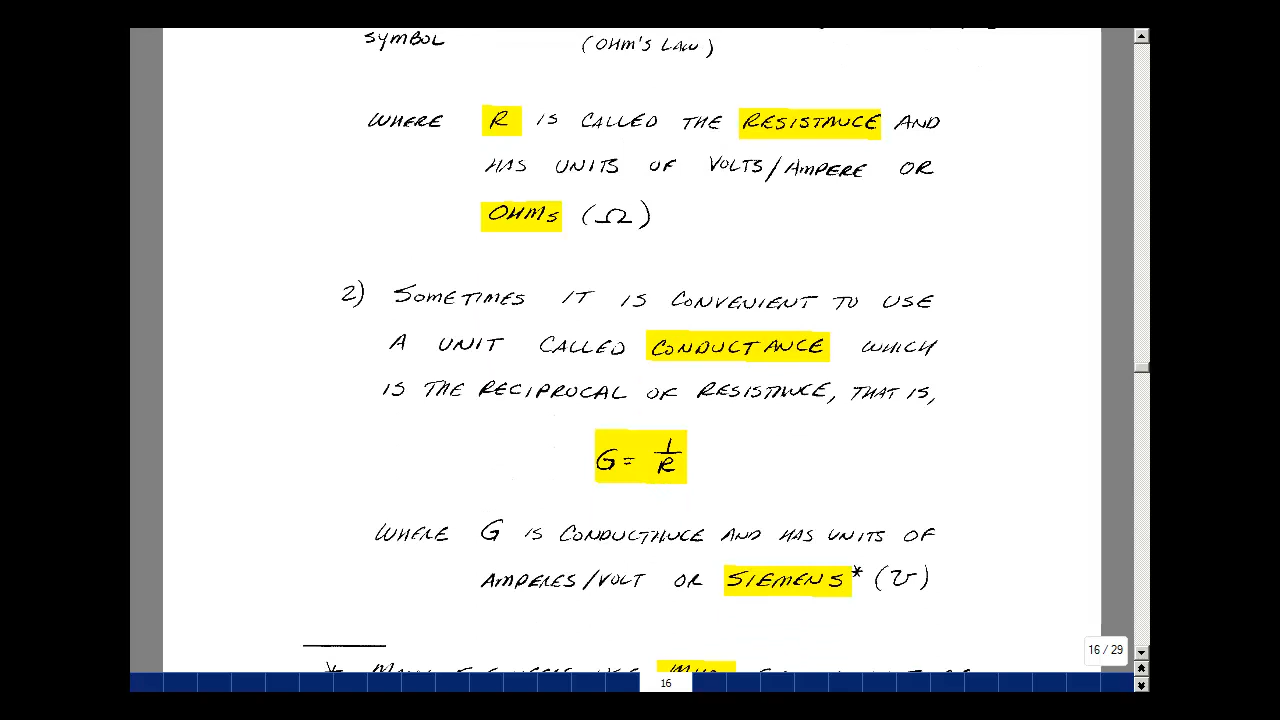 SYMBOL (OHM'S LAW)
WHERE R IS CALLED THE RESISTANCE AND
HAS UNITS OF VOLTS/AMPERE OR
OHMS (Ω)
2) SOMETIMES IT IS CONVENIENT TO USE
A UNIT CALLED CONDUCTANCE WHICH
IS THE RECIPROCAL OF RESISTANCE, THAT IS,
G = 1/R
WHERE G IS CONDUCTANCE AND HAS UNITS OF
AMPERES/VOLT OR SIEMENS* (℧)
16 / 29
16